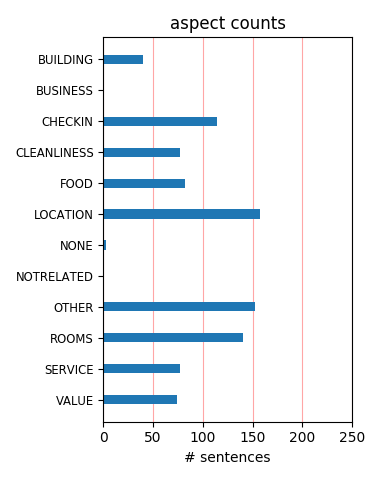 aspect counts
BUILDING
BUSINESS
CHECKIN
CLEANLINESS
FOOD
LOCATION
NONE
NOTRELATED
OTHER
ROOMS
SERVICE
VALUE
0 50 100 150 200 250
# sentences